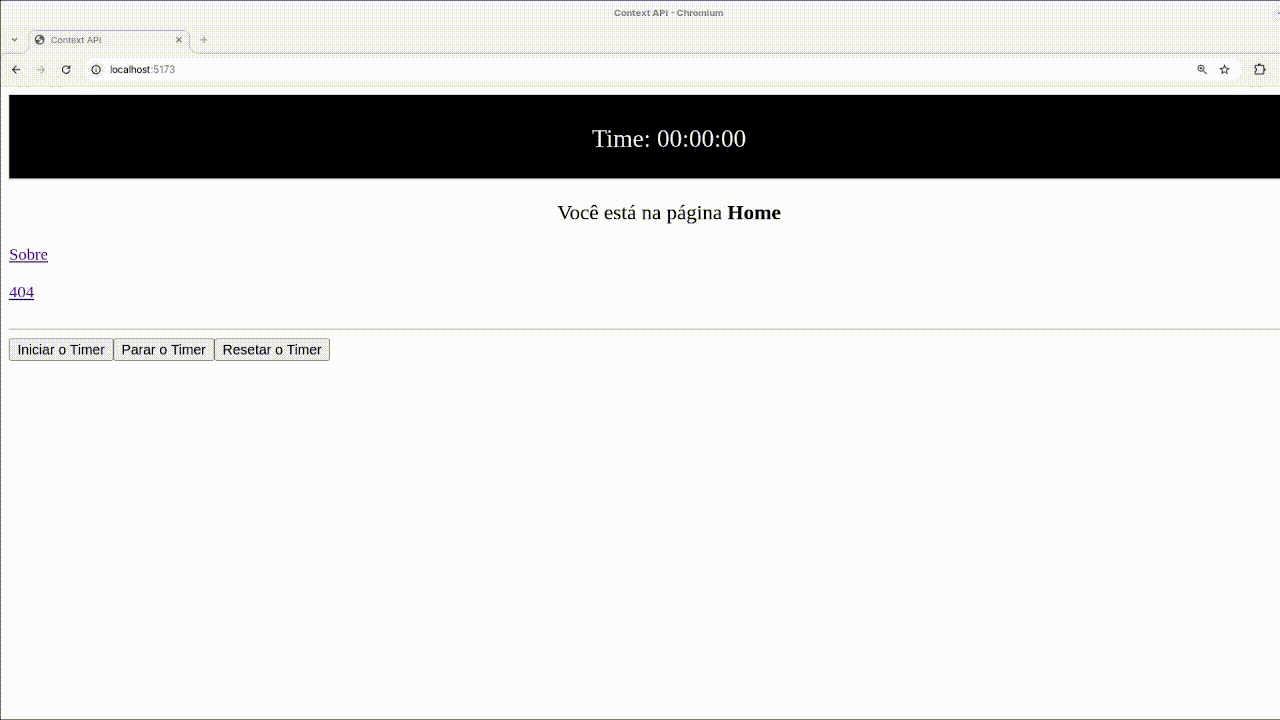 Context API - Chromium
Context API
localhost:5173
Time: 00:00:00
Você está na página Home
Sobre
404
Iniciar o Timer Parar o Timer Resetar o Timer